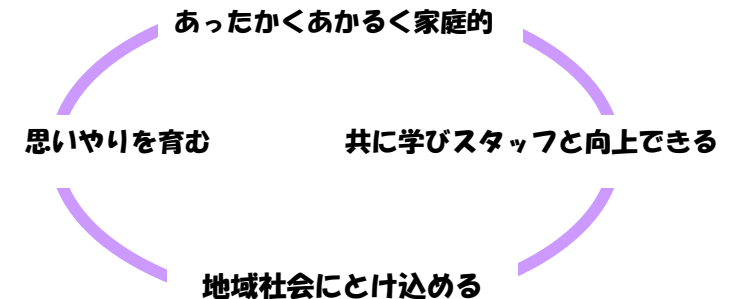 あったかくあかるく家庭的
思いやりを育む
共に学びスタッフと向上できる
地域社会にとけ込める